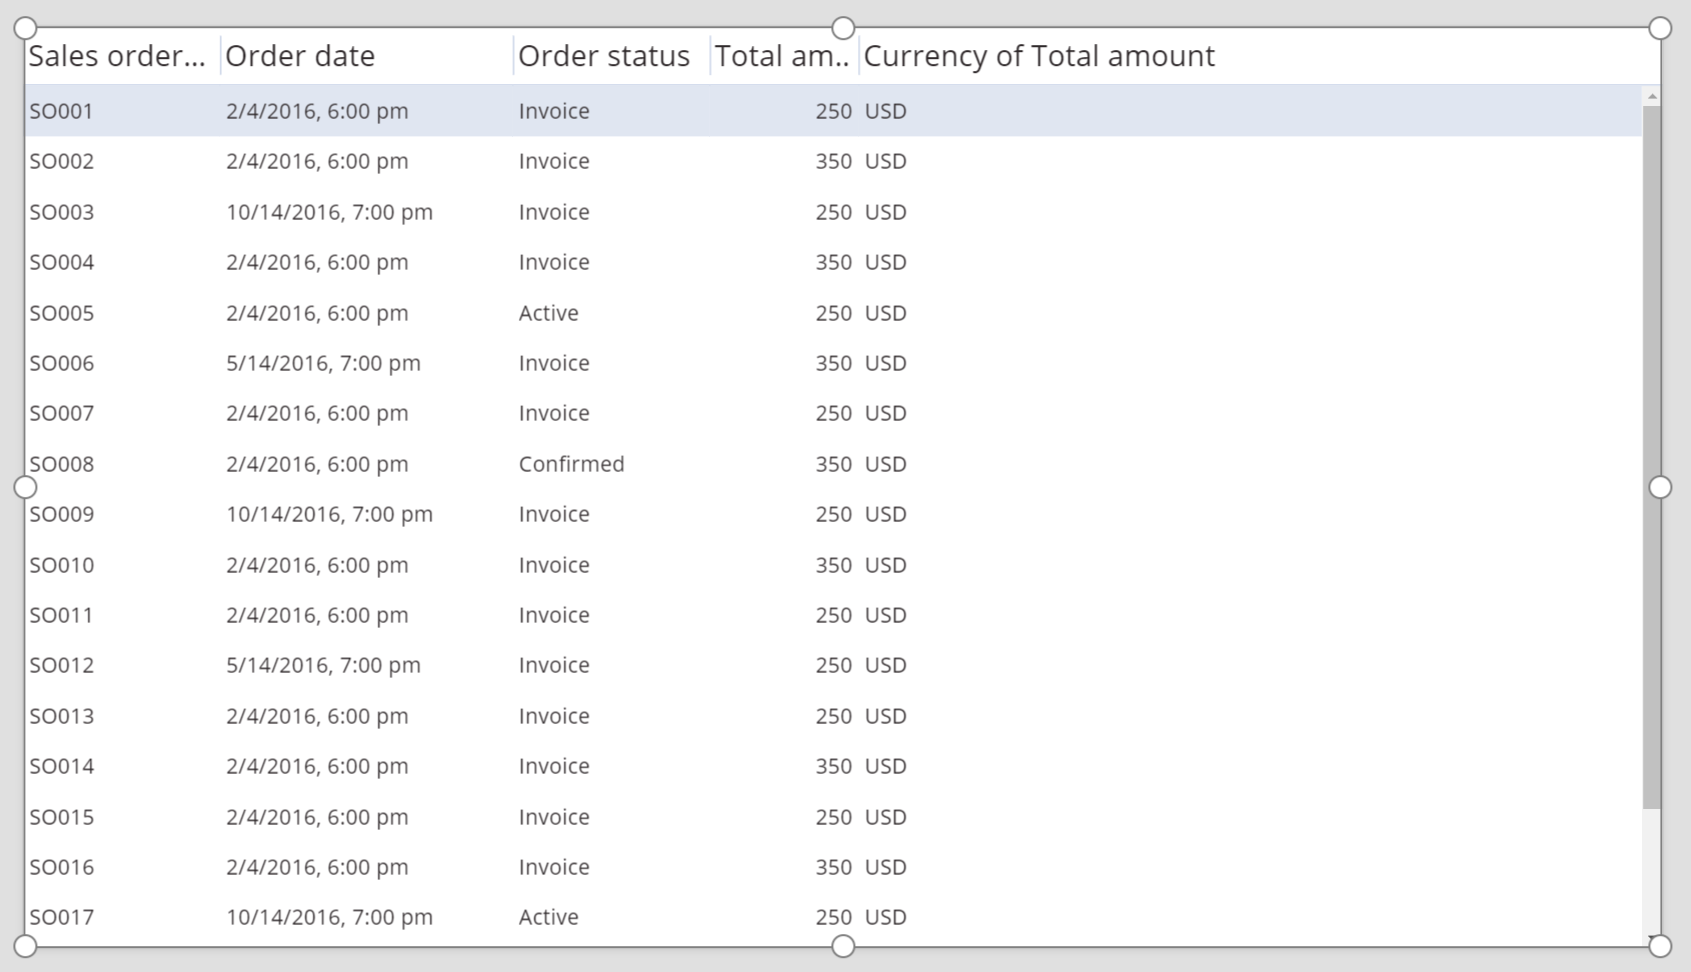 Sales order... Order date Order status Total am.. Currency of Total amount
SO001 2/4/2016, 6:00 pm Invoice 250 USD
SO002 2/4/2016, 6:00 pm Invoice 350 USD
SO003 10/14/2016, 7:00 pm Invoice 250 USD
SO004 2/4/2016, 6:00 pm Invoice 350 USD
SO005 2/4/2016, 6:00 pm Active 250 USD
SO006 5/14/2016, 7:00 pm Invoice 350 USD
SO007 2/4/2016, 6:00 pm Invoice 250 USD
SO008 2/4/2016, 6:00 pm Confirmed 350 USD
SO009 10/14/2016, 7:00 pm Invoice 250 USD
SO010 2/4/2016, 6:00 pm Invoice 350 USD
SO011 2/4/2016, 6:00 pm Invoice 250 USD
SO012 5/14/2016, 7:00 pm Invoice 250 USD
SO013 2/4/2016, 6:00 pm Invoice 250 USD
SO014 2/4/2016, 6:00 pm Invoice 350 USD
SO015 2/4/2016, 6:00 pm Invoice 250 USD
SO016 2/4/2016, 6:00 pm Invoice 350 USD
SO017 10/14/2016, 7:00 pm Active 250 USD